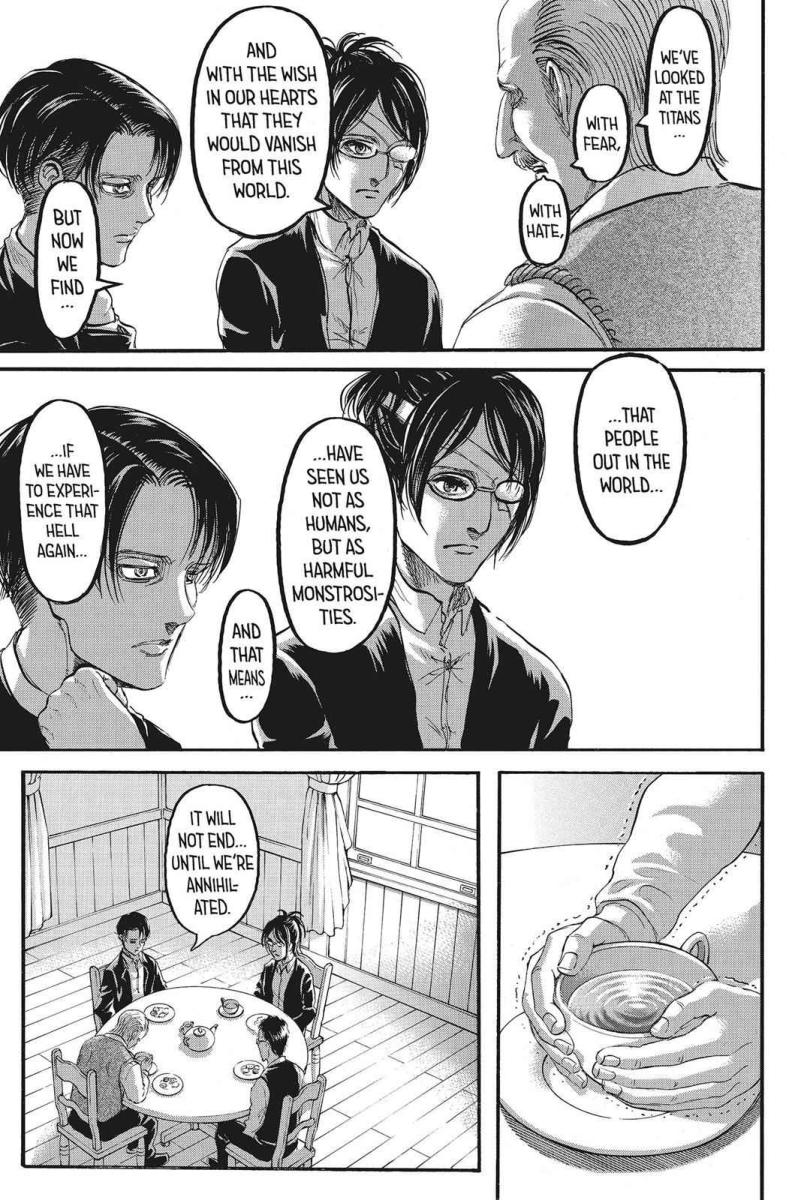 WE'VE
LOOKED
AT THE
TITANS
...
WITH
FEAR,
WITH
HATE,
AND
WITH THE WISH
IN OUR HEARTS
THAT THEY
WOULD VANISH
FROM THIS
WORLD.
BUT
NOW
WE
FIND
...
...THAT
PEOPLE
OUT IN THE
WORLD...
...HAVE
SEEN US
NOT AS
HUMANS,
BUT AS
HARMFUL
MONSTROSI-
TIES.
AND
THAT
MEANS
...
...IF
WE HAVE
TO EXPERI-
ENCE THAT
HELL
AGAIN...
IT WILL
NOT END...
UNTIL WE'RE
ANNIHIL-
ATED.